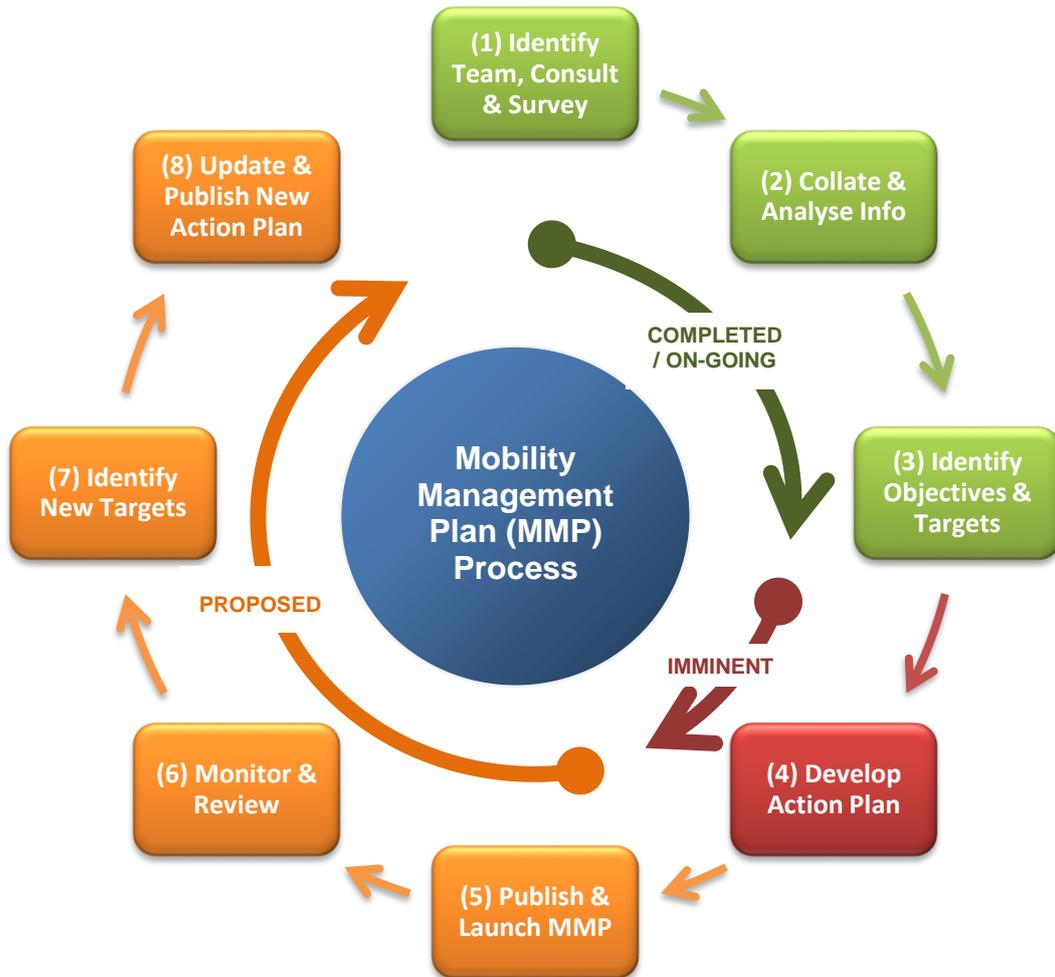 (1) Identify
Team, Consult
& Survey
(2) Collate &
Analyse Info
(3) Identify
Objectives &
Targets
(4) Develop
Action Plan
(5) Publish &
Launch MMP
(6) Monitor &
Review
(7) Identify
New Targets
(8) Update &
Publish New
Action Plan
COMPLETED
/ ON-GOING
IMMINENT
PROPOSED
Mobility
Management
Plan (MMP)
Process